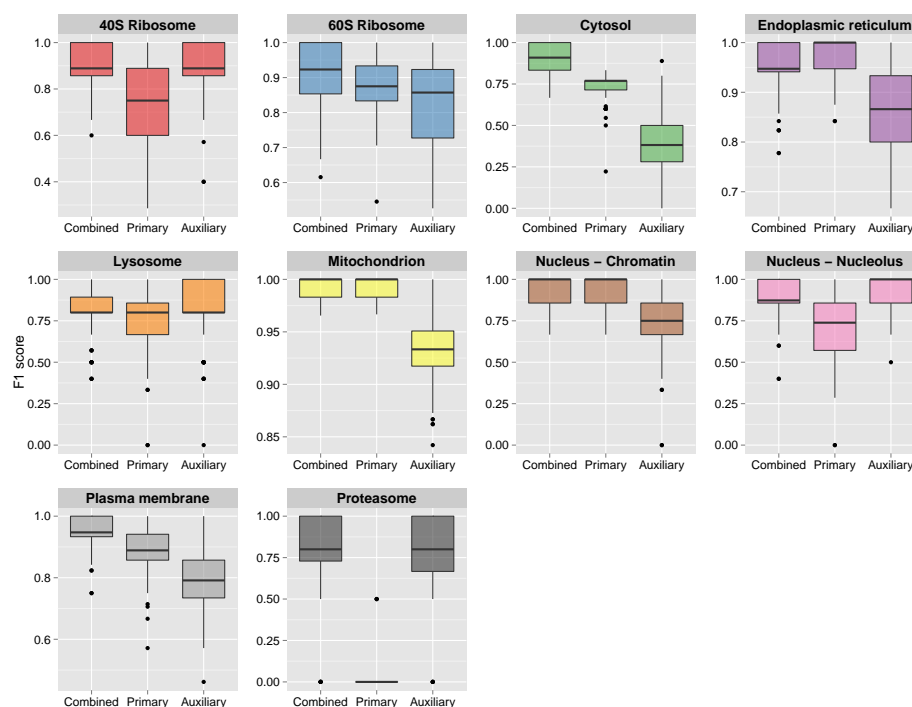 40S Ribosome 60S Ribosome Cytosol Endoplasmic reticulum
1.0 1.0 1.00 1.0
0.8 0.9 0.75 0.9
0.6 0.8 0.50 0.8
0.4 0.7 0.25 0.7
0.6 0.00
Combined Primary Auxiliary Combined Primary Auxiliary Combined Primary Auxiliary Combined Primary Auxiliary
Lysosome Mitochondrion Nucleus − Chromatin Nucleus − Nucleolus
1.00 1.00 1.00 1.00
0.75 0.95 0.75 0.75
0.50 0.90 0.50 0.50
0.25 0.85 0.25 0.25
0.00 0.00 0.00
F1 score
Combined Primary Auxiliary Combined Primary Auxiliary Combined Primary Auxiliary Combined Primary Auxiliary
Plasma membrane Proteasome
1.0 1.00
0.8 0.75
0.6 0.50
0.25
0.00
Combined Primary Auxiliary Combined Primary Auxiliary